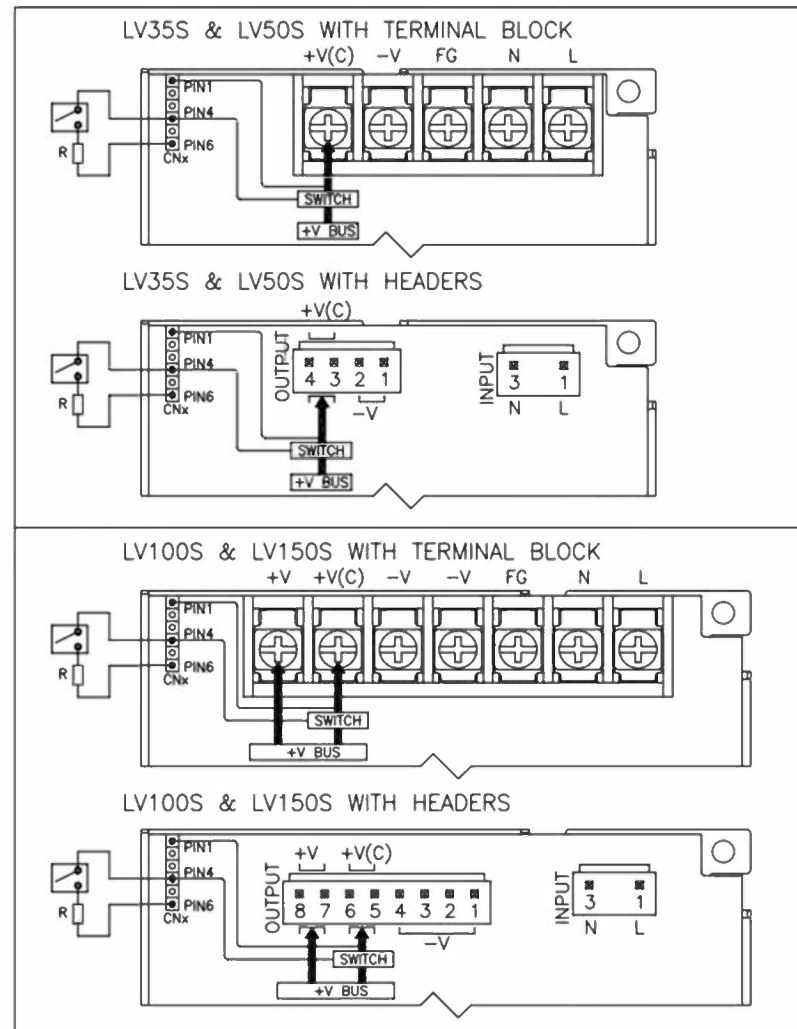 LV35S & LV50S WITH TERMINAL BLOCK
+V(C) -V FG N L
PIN1
PIN4
R
PIN6
CNx
SWITCH
+V BUS
LV35S & LV50S WITH HEADERS
+V(C)
PIN1
OUTPUT
INPUT
PIN4
4 3 2 1
3 1
R
PIN6
N L
CNx
-V
SWITCH
+V BUS
LV100S & LV150S WITH TERMINAL BLOCK
+V +V(C) -V -V FG N L
PIN1
PIN4
R
PIN6
CNx
SWITCH
+V BUS
LV100S & LV150S WITH HEADERS
PIN1
+V +V(C)
OUTPUT
INPUT
PIN4
8 7 6 5 4 3 2 1
3 1
R
PIN6
N L
CNx
-V
SWITCH
+V BUS